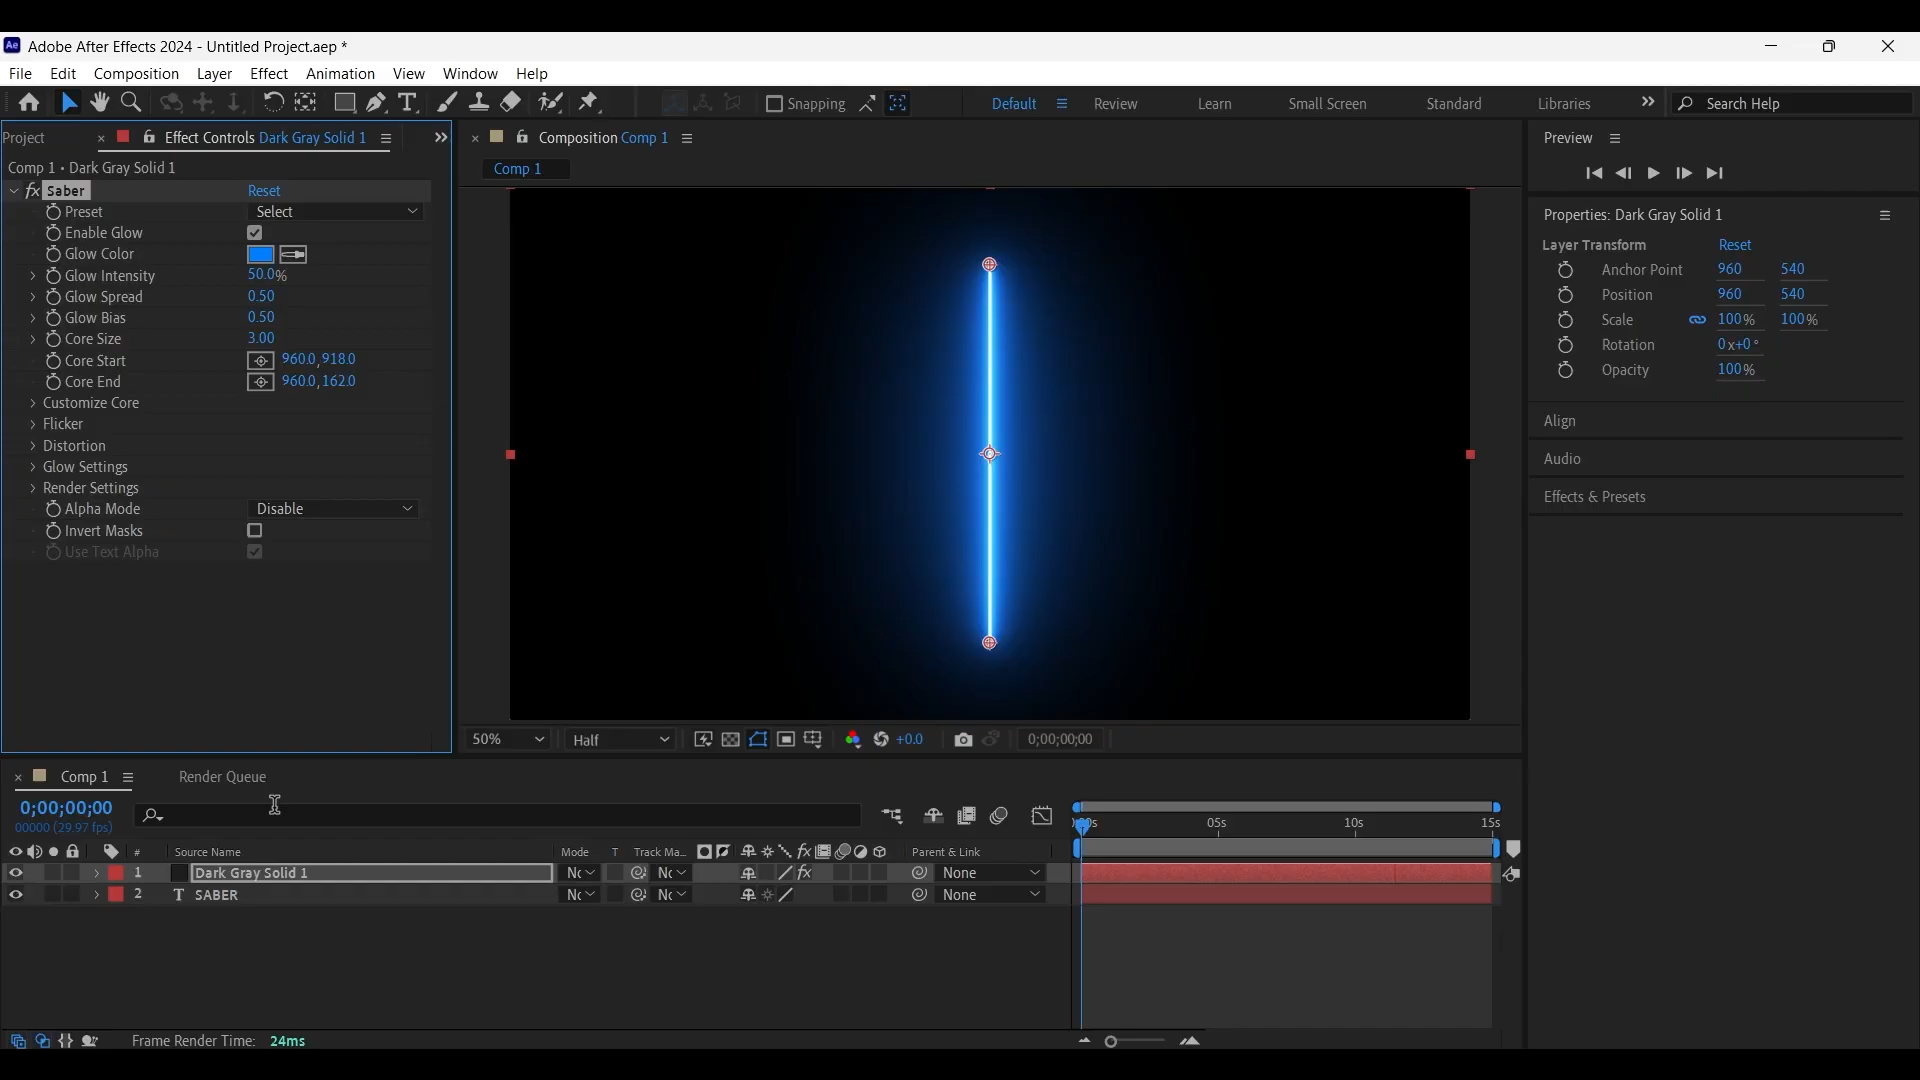 Adobe After Effects 2024 - Untitled Project.aep *
File Edit Composition Layer Effect Animation View Window Help
Snapping Default Review Learn Small Screen Standard Libraries Search Help
Project Effect Controls Dark Gray Solid 1
Comp 1 • Dark Gray Solid 1
fx Saber Reset
Preset Select
Enable Glow
Glow Color
Glow Intensity 50.0%
Glow Spread 0.50
Glow Bias 0.50
Core Size 3.00
Core Start 960.0,918.0
Core End 960.0,162.0
Customize Core
Flicker
Distortion
Glow Settings
Render Settings
Alpha Mode Disable
Invert Masks
Use Text Alpha
Composition Comp 1
Comp 1
50% Half +0.0 0;00;00;00
Preview
Properties: Dark Gray Solid 1
Layer Transform Reset
Anchor Point 960 540
Position 960 540
Scale 100% 100%
Rotation 0x+0°
Opacity 100%
Align
Audio
Effects & Presets
Comp 1 Render Queue
0;00;00;00
00000 (29.97 fps)
05s 10s 15s
# Source Name Mode T Track Ma... fx Parent & Link
1 Dark Gray Solid 1 fx None
2 T SABER None
Frame Render Time: 24ms